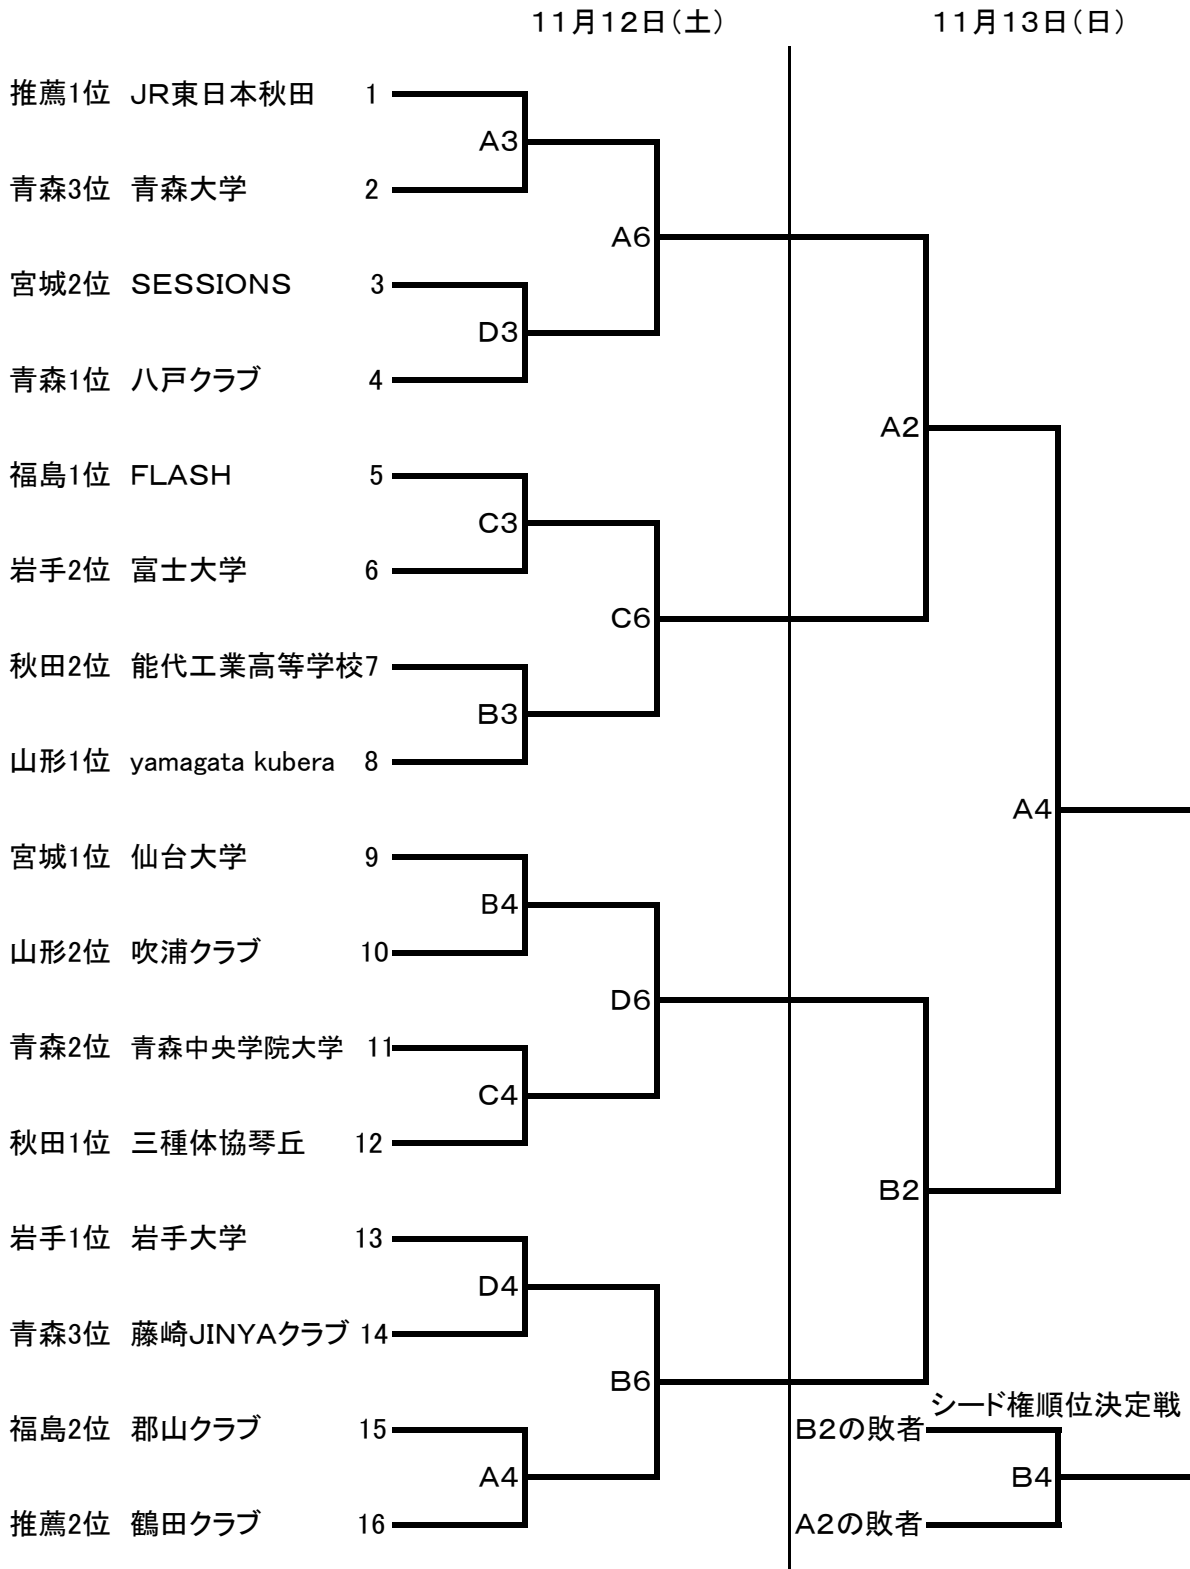 11月12日(土) 11月13日(日)
推薦1位 JR東日本秋田 1
A3
青森3位 青森大学 2
A6
宮城2位 SESSIONS 3
D3
青森1位 八戸クラブ 4
A2
福島1位 FLASH 5
C3
岩手2位 富士大学 6
C6
秋田2位 能代工業高等学校7
B3
山形1位 yamagata kubera 8
A4
宮城1位 仙台大学 9
B4
山形2位 吹浦クラブ 10
D6
青森2位 青森中央学院大学 11
C4
秋田1位 三種体協琴丘 12
B2
岩手1位 岩手大学 13
D4
青森3位 藤崎JINYAクラブ 14
B6
シード権順位決定戦
福島2位 郡山クラブ 15 B2の敗者
A4 B4
推薦2位 鶴田クラブ 16 A2の敗者